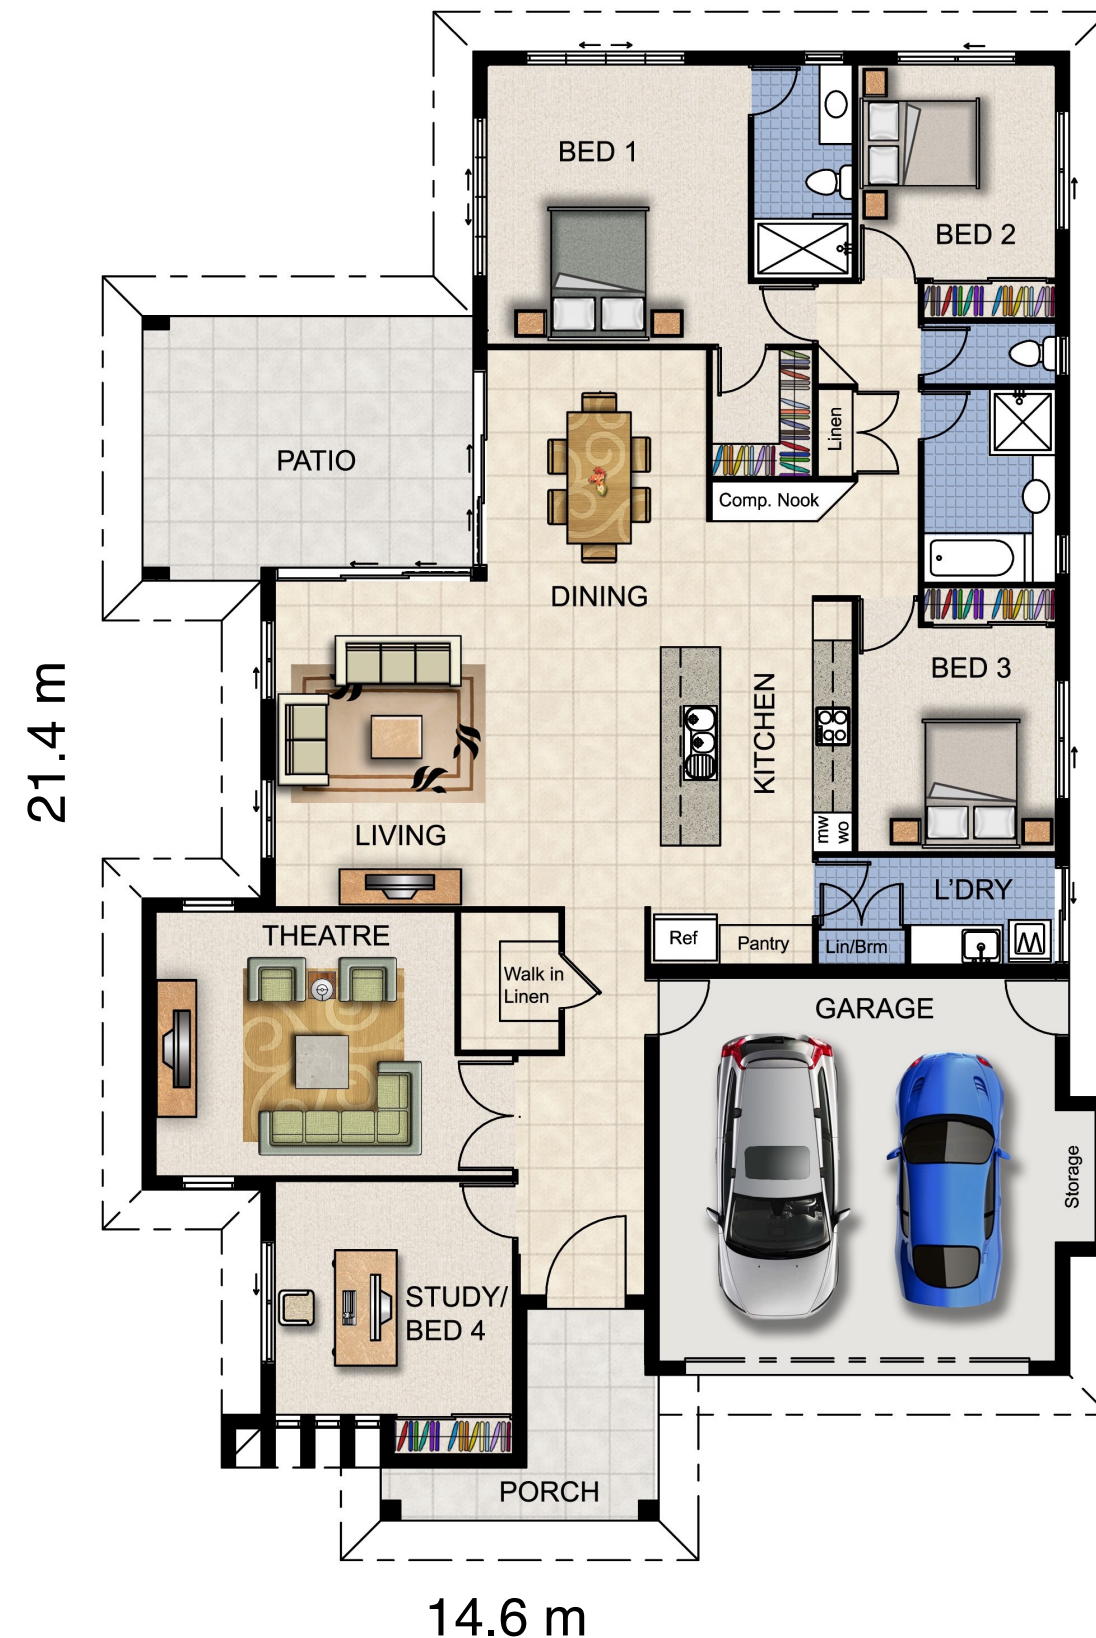 BED 1
BED 2
PATIO
Linen
Comp. Nook
DINING
BED 3
KITCHEN
LIVING
mw
wo
L'DRY
THEATRE
Ref
Pantry
Lin/Brm
Walk in
Linen
GARAGE
Storage
STUDY/
BED 4
PORCH
21.4 m
14.6 m